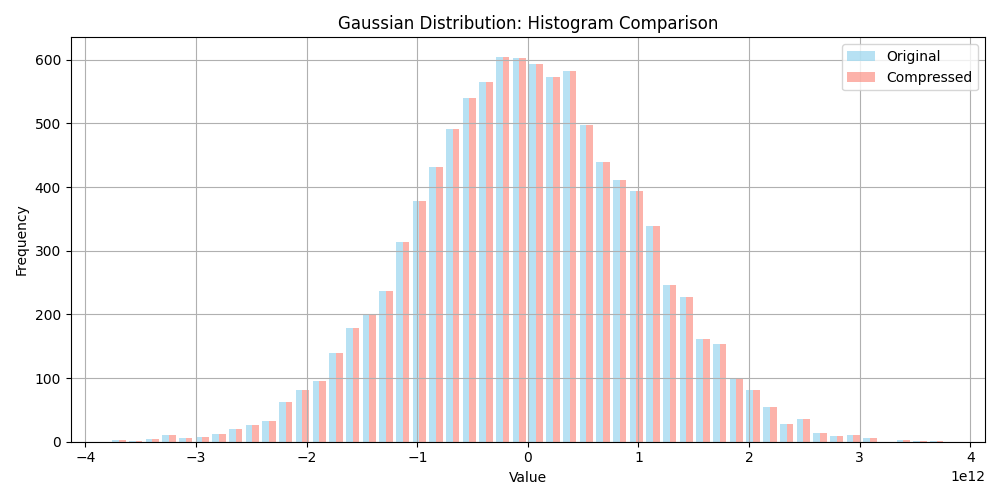 Gaussian Distribution: Histogram Comparison
Original
Compressed
600
500
400
300
200
100
0
Frequency
−4 −3 −2 −1 0 1 2 3 4
1e12
Value